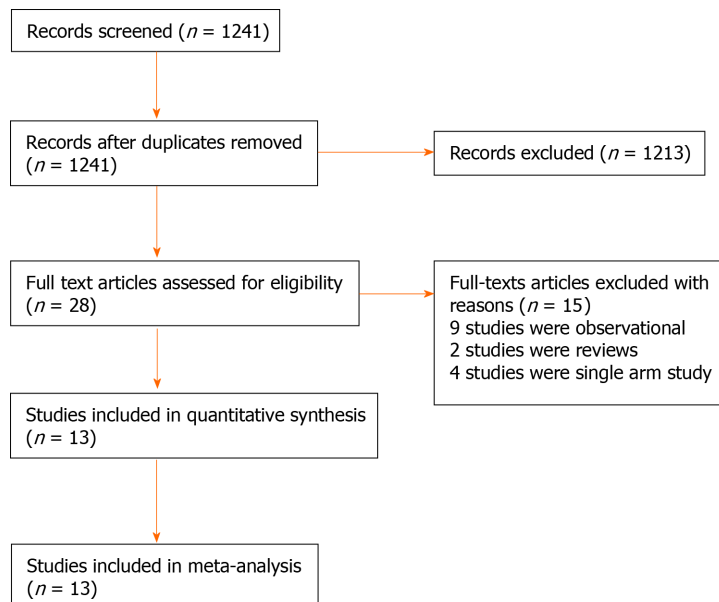 Records screened (n = 1241)
Records after duplicates removed
(n = 1241)
Records excluded (n = 1213)
Full text articles assessed for eligibility
(n = 28)
Full-texts articles excluded with
reasons (n = 15)
9 studies were observational
2 studies were reviews
4 studies were single arm study
Studies included in quantitative synthesis
(n = 13)
Studies included in meta-analysis
(n = 13)